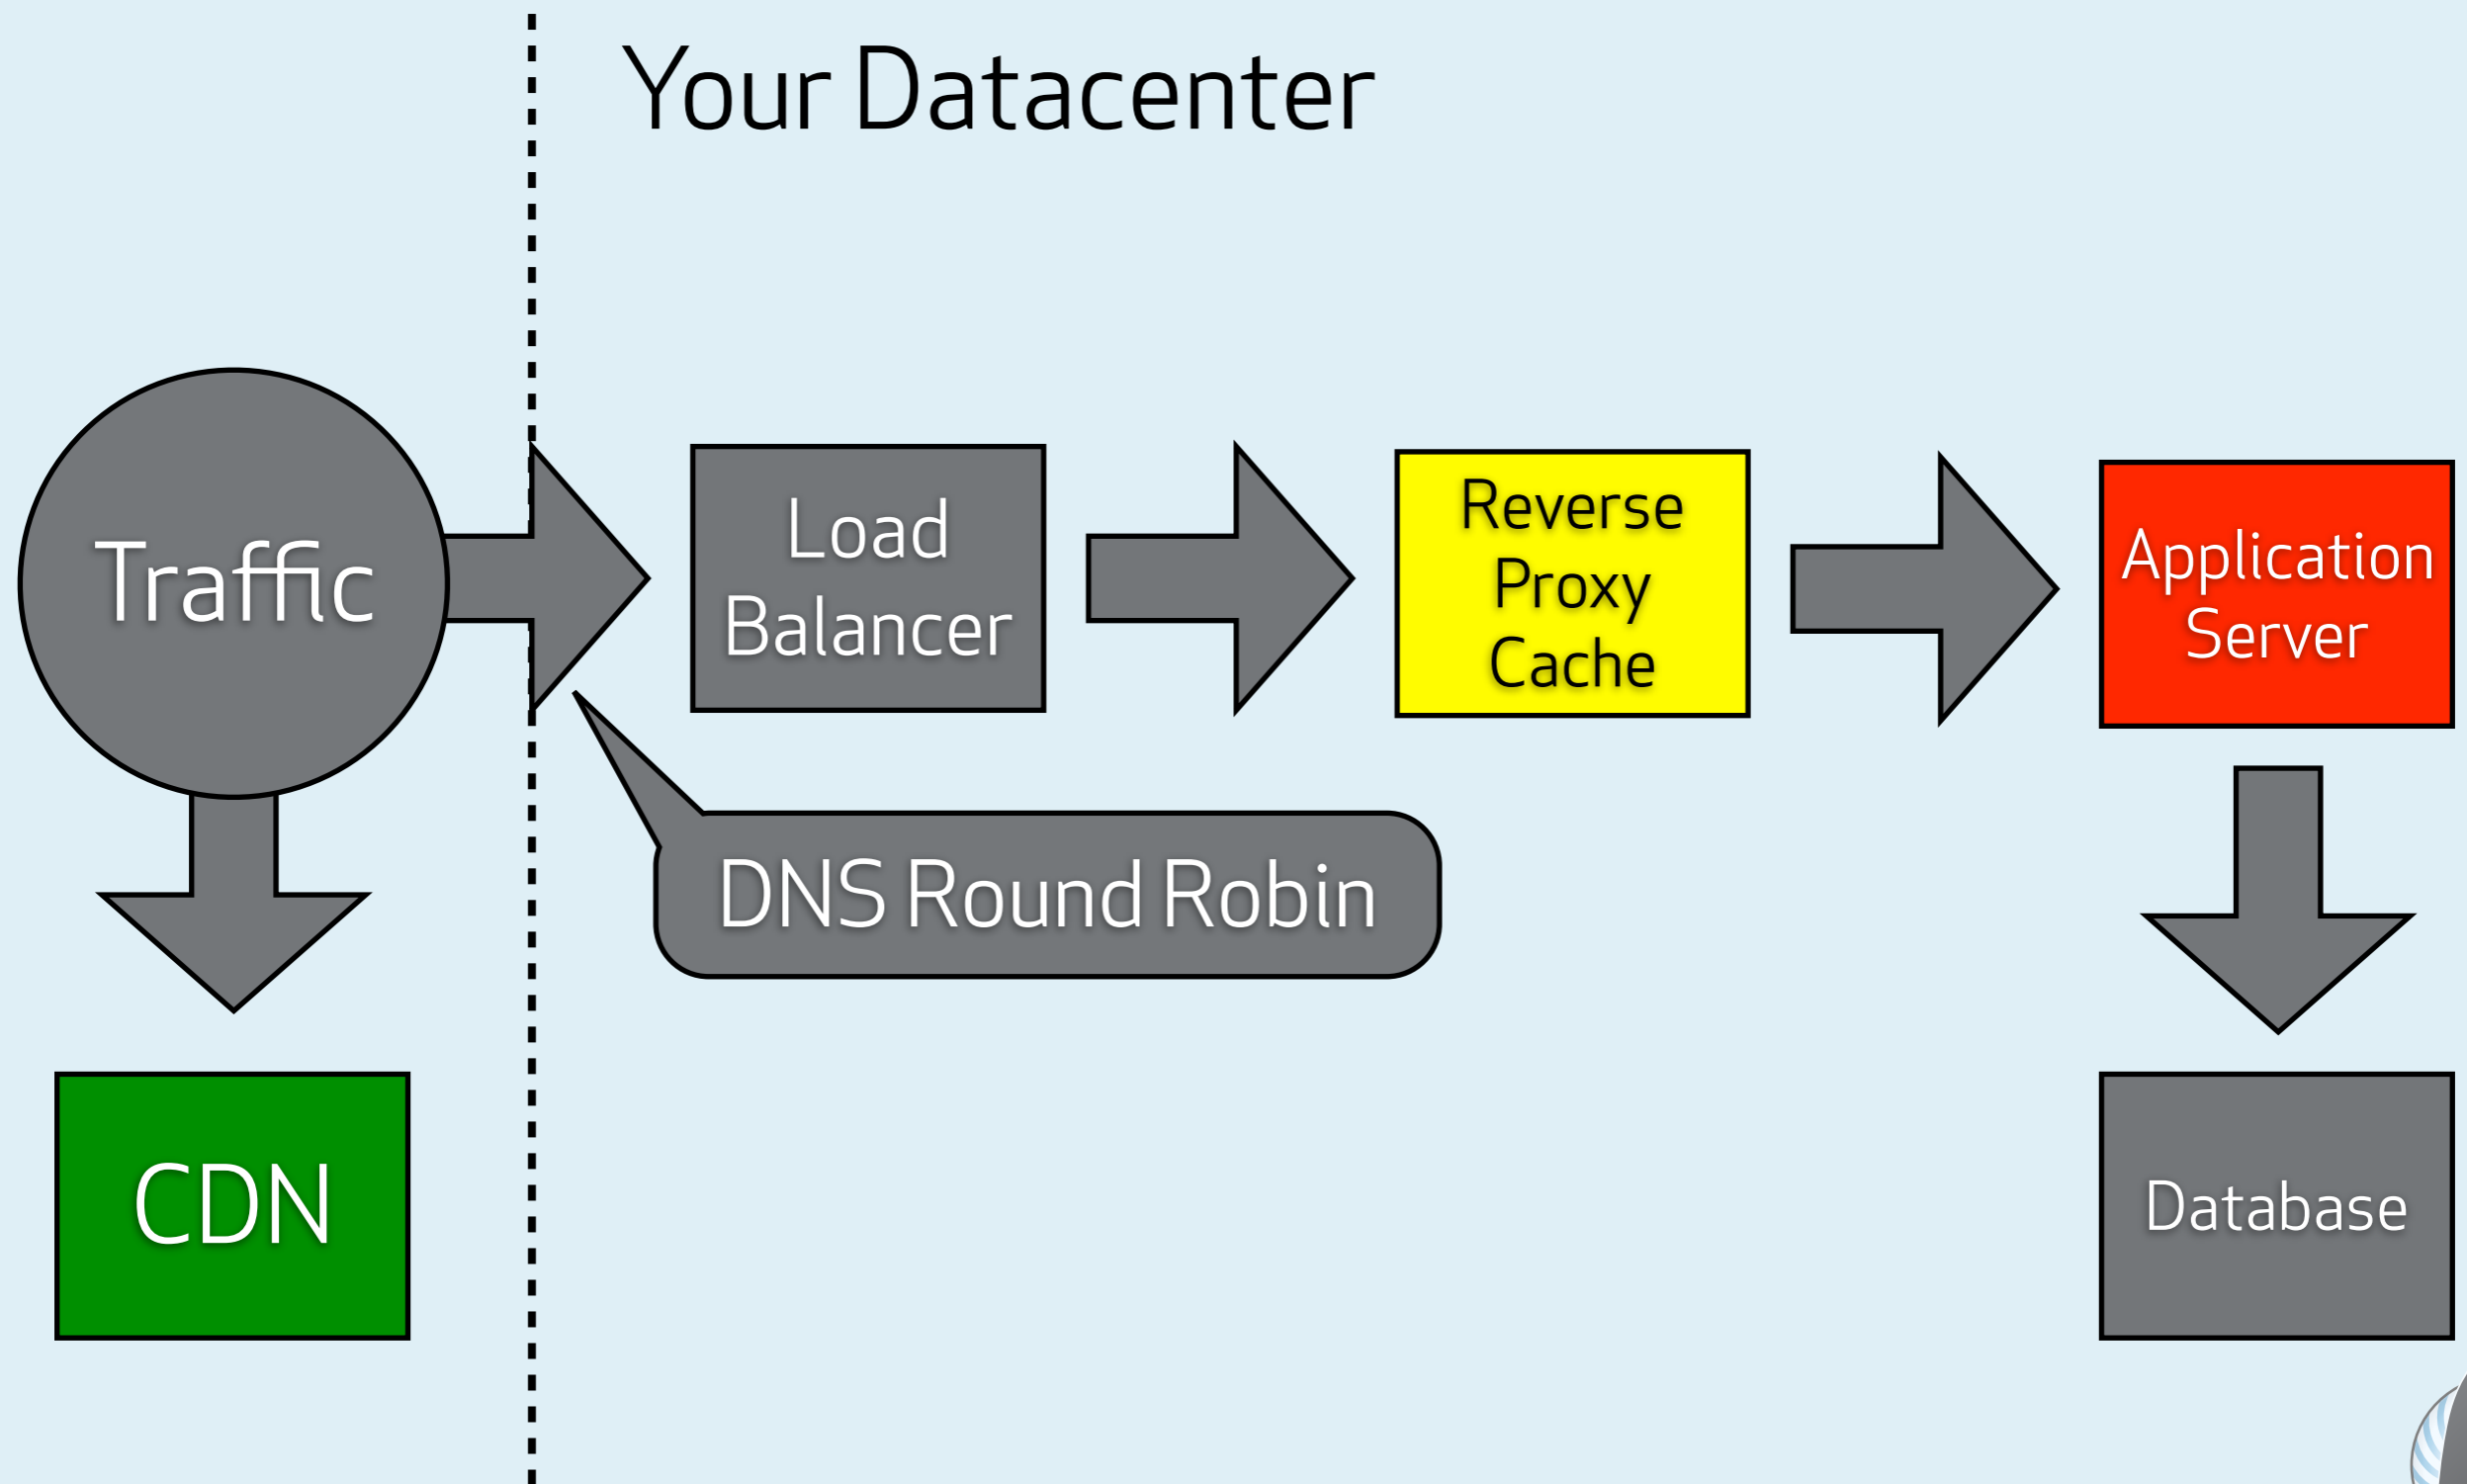 Your Datacenter
Traffic
Load
Balancer
Reverse
Proxy
Cache
Application
Server
DNS Round Robin
CDN
Database